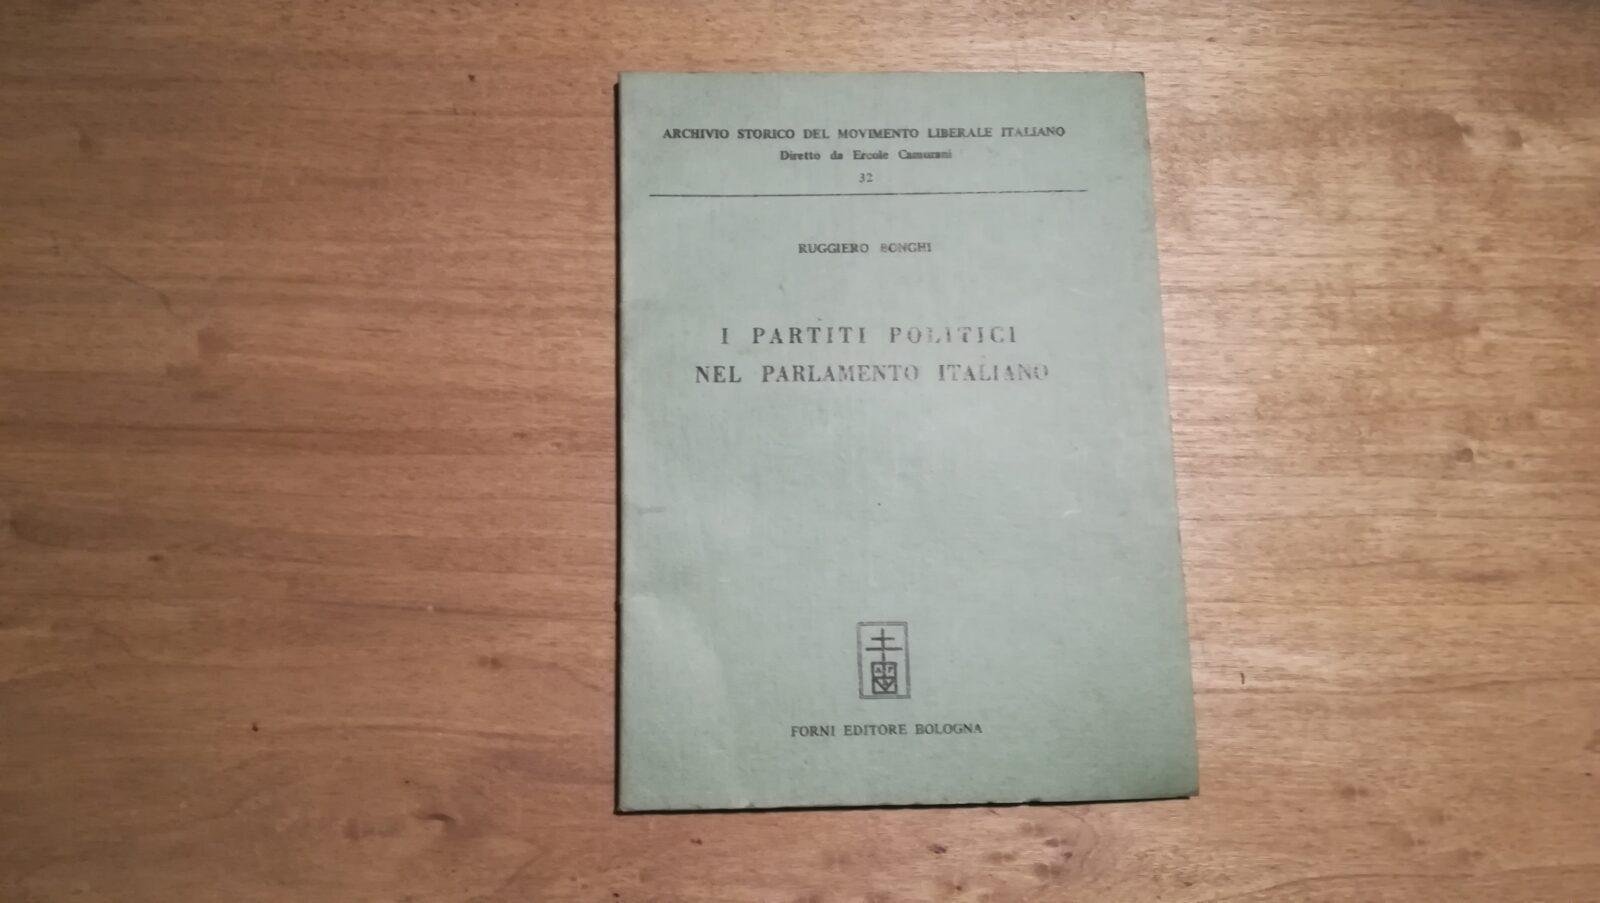 ARCHIVIO STORICO DEL MOVIMENTO LIBERALE ITALIANO
Diretto da Ercole Camurani
32
RUGGIERO BONGHI
I PARTITI POLITICI
NEL PARLAMENTO ITALIANO
A F
FORNI EDITORE BOLOGNA